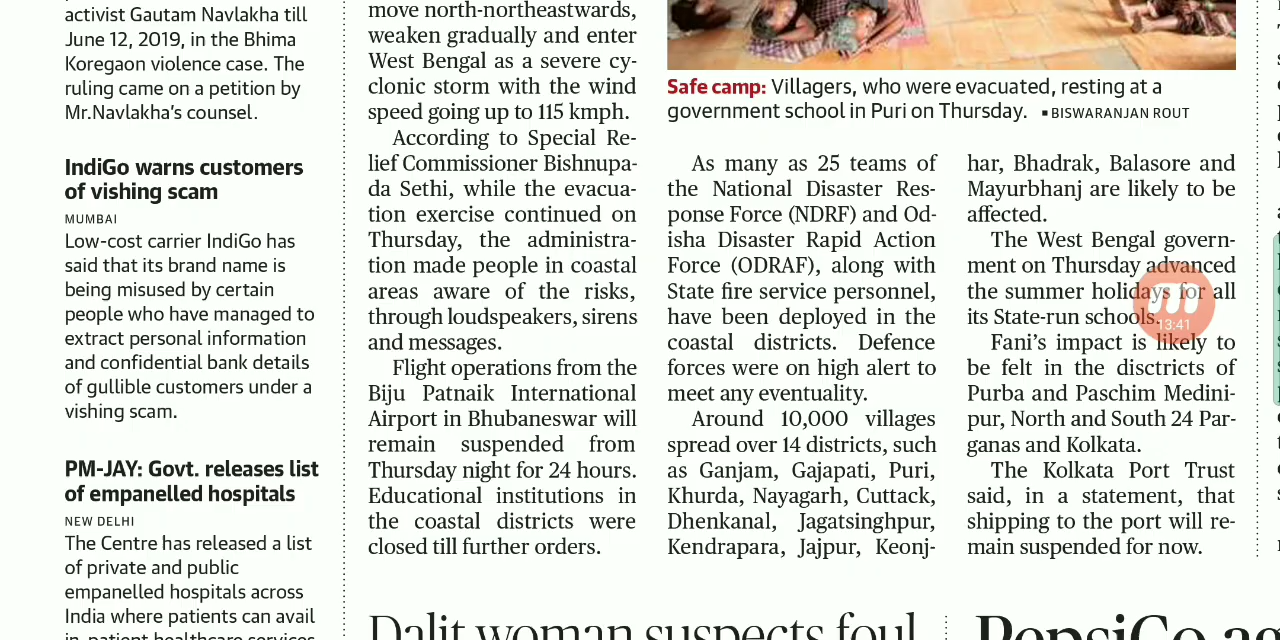 activist Gautam Navlakha till
June 12, 2019, in the Bhima
Koregaon violence case. The
ruling came on a petition by
Mr.Navlakha's counsel.
IndiGo warns customers
of vishing scam
MUMBAI
Low-cost carrier IndiGo has
said that its brand name is
being misused by certain
people who have managed to
extract personal information
and confidential bank details
of gullible customers under a
vishing scam.
PM-JAY: Govt. releases list
of empanelled hospitals
NEW DELHI
The Centre has released a list
of private and public
empanelled hospitals across
India where patients can avail
in-patient healthcare services
move north-northeastwards,
weaken gradually and enter
West Bengal as a severe cy-
clonic storm with the wind
speed going up to 115 kmph.
According to Special Re-
lief Commissioner Bishnupa-
da Sethi, while the evacua-
tion exercise continued on
Thursday, the administra-
tion made people in coastal
areas aware of the risks,
through loudspeakers, sirens
and messages.
Flight operations from the
Biju Patnaik International
Airport in Bhubaneswar will
remain suspended from
Thursday night for 24 hours.
Educational institutions in
the coastal districts were
closed till further orders.
Safe camp: Villagers, who were evacuated, resting at a
government school in Puri on Thursday. ▪ BISWARANJAN ROUT
As many as 25 teams of
the National Disaster Res-
ponse Force (NDRF) and Od-
isha Disaster Rapid Action
Force (ODRAF), along with
State fire service personnel,
have been deployed in the
coastal districts. Defence
forces were on high alert to
meet any eventuality.
Around 10,000 villages
spread over 14 districts, such
as Ganjam, Gajapati, Puri,
Khurda, Nayagarh, Cuttack,
Dhenkanal, Jagatsinghpur,
Kendrapara, Jajpur, Keonj-
har, Bhadrak, Balasore and
Mayurbhanj are likely to be
affected.
The West Bengal govern-
ment on Thursday advanced
the summer holidays for all
its State-run schools.
13:41
Fani's impact is likely to
be felt in the disctricts of
Purba and Paschim Medini-
pur, North and South 24 Par-
ganas and Kolkata.
The Kolkata Port Trust
said, in a statement, that
shipping to the port will re-
main suspended for now.
Dalit woman suspects foul
PepsiCo as